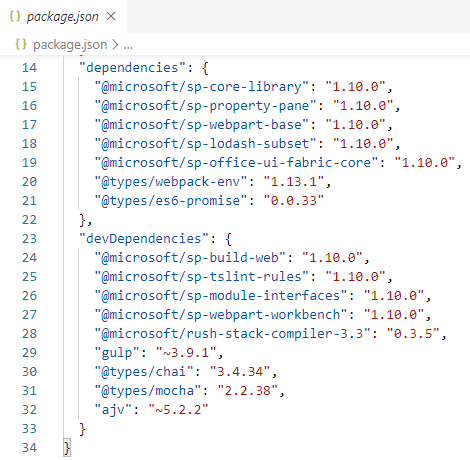 {} package.json ×
{} package.json > ...
14 "dependencies": {
15 "@microsoft/sp-core-library": "1.10.0",
16 "@microsoft/sp-property-pane": "1.10.0",
17 "@microsoft/sp-webpart-base": "1.10.0",
18 "@microsoft/sp-lodash-subset": "1.10.0",
19 "@microsoft/sp-office-ui-fabric-core": "1.10.0",
20 "@types/webpack-env": "1.13.1",
21 "@types/es6-promise": "0.0.33"
22 },
23 "devDependencies": {
24 "@microsoft/sp-build-web": "1.10.0",
25 "@microsoft/sp-tslint-rules": "1.10.0",
26 "@microsoft/sp-module-interfaces": "1.10.0",
27 "@microsoft/sp-webpart-workbench": "1.10.0",
28 "@microsoft/rush-stack-compiler-3.3": "0.3.5",
29 "gulp": "~3.9.1",
30 "@types/chai": "3.4.34",
31 "@types/mocha": "2.2.38",
32 "ajv": "~5.2.2"
33 }
34 }